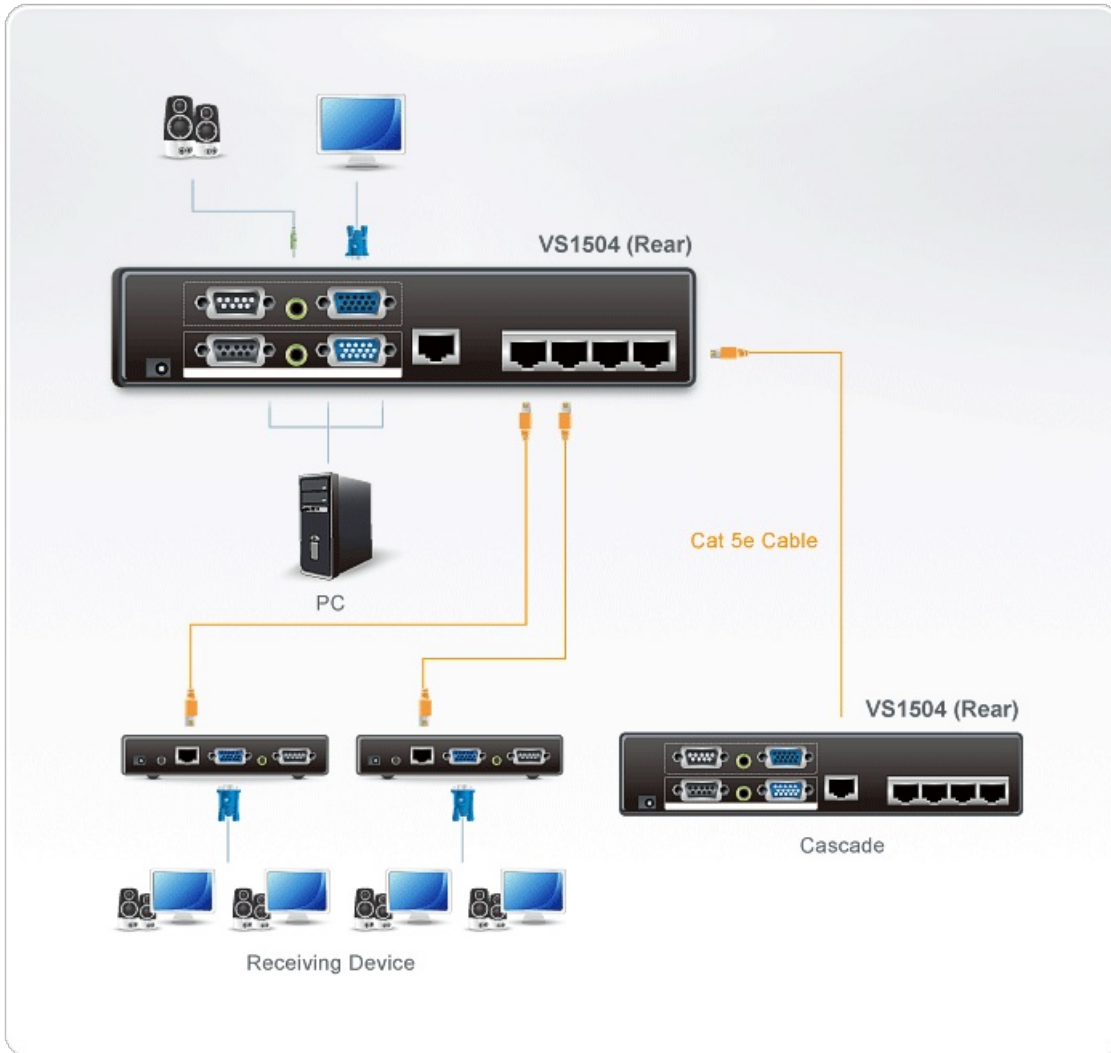 VS1504 (Rear)
PC
Cat 5e Cable
VS1504 (Rear)
Cascade
Receiving Device